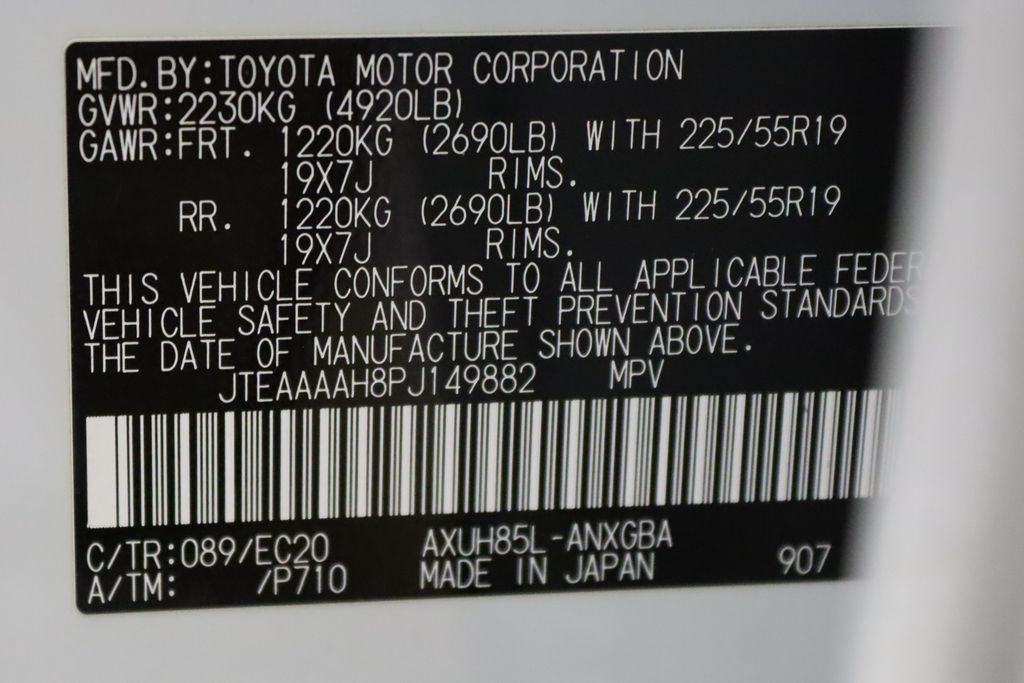 MFD.BY:TOYOTA MOTOR CORPORATION
GVWR:2230KG (4920LB)
GAWR:FRT. 1220KG (2690LB) WITH 225/55R19
19X7J RIMS.
RR. 1220KG (2690LB) WITH 225/55R19
19X7J RIMS.
THIS VEHICLE CONFORMS TO ALL APPLICABLE FEDER
VEHICLE SAFETY AND THEFT PREVENTION STANDARDS
THE DATE OF MANUFACTURE SHOWN ABOVE.
JTEAAAAH8PJ149882 MPV
C/TR:089/EC20 AXUH85L-ANXGBA
A/TM: /P710 MADE IN JAPAN 907